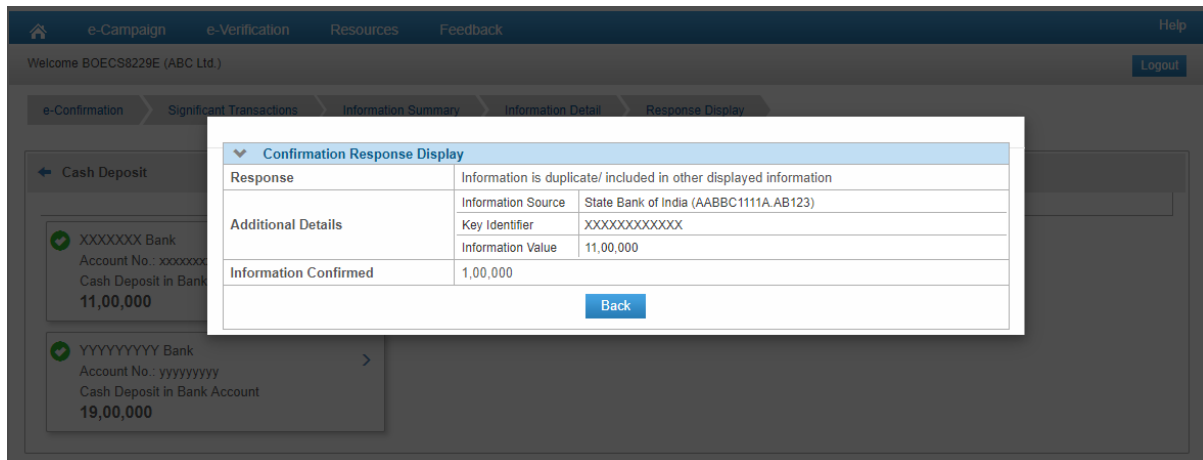 e-Campaign e-Verification Resources Feedback Help
Welcome BOECS8229E (ABC Ltd.) Logout
e-Confirmation Significant Transactions Information Summary Information Detail Response Display
Cash Deposit
XXXXXXX Bank
Account No.: xxxxxxx
Cash Deposit in Bank
11,00,000
YYYYYYYYY Bank
Account No.: yyyyyyyyy
Cash Deposit in Bank Account
19,00,000
Confirmation Response Display
Response Information is duplicate/ included in other displayed information
Additional Details
Information Source State Bank of India (AABBC1111A.AB123)
Key Identifier XXXXXXXXXXXX
Information Value 11,00,000
Information Confirmed 1,00,000
Back